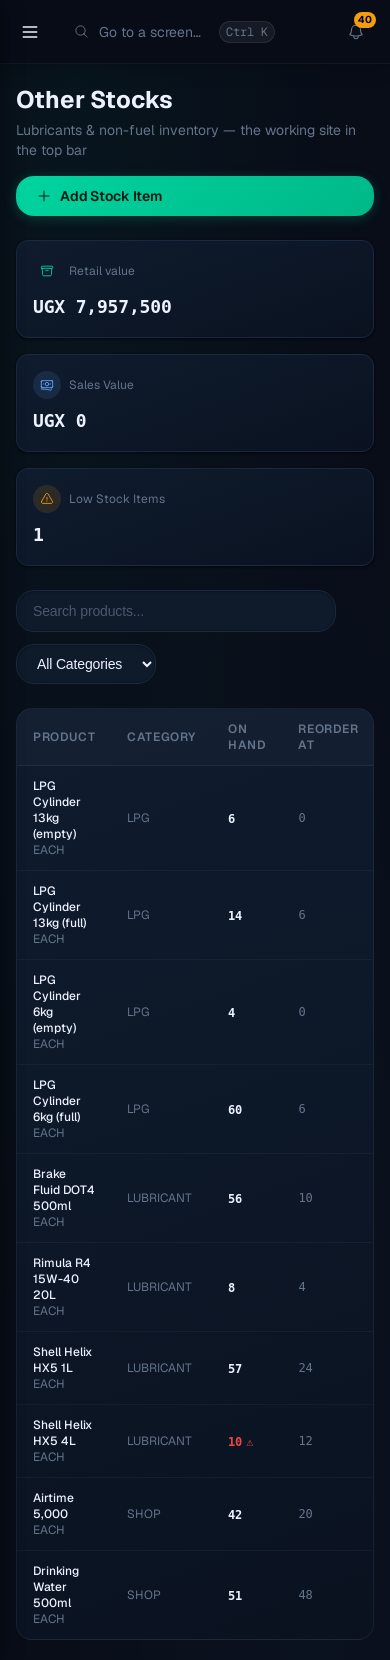 Go to a screen...
Ctrl K
40
Other Stocks
Lubricants & non-fuel inventory — the working site in
the top bar
+ Add Stock Item
Retail value
UGX 7,957,500
Sales Value
UGX 0
Low Stock Items
1
Search products...
All Categories
PRODUCT CATEGORY ON HAND REORDER AT
LPG
Cylinder
13kg
(empty)
EACH
LPG
6
0
LPG
Cylinder
13kg (full)
EACH
LPG
14
6
LPG
Cylinder
6kg
(empty)
EACH
LPG
4
0
LPG
Cylinder
6kg (full)
EACH
LPG
60
6
Brake
Fluid DOT4
500ml
EACH
LUBRICANT
56
10
Rimula R4
15W-40
20L
EACH
LUBRICANT
8
4
Shell Helix
HX5 1L
EACH
LUBRICANT
57
24
Shell Helix
HX5 4L
EACH
LUBRICANT
10 ⚠
12
Airtime
5,000
EACH
SHOP
42
20
Drinking
Water
500ml
EACH
SHOP
51
48